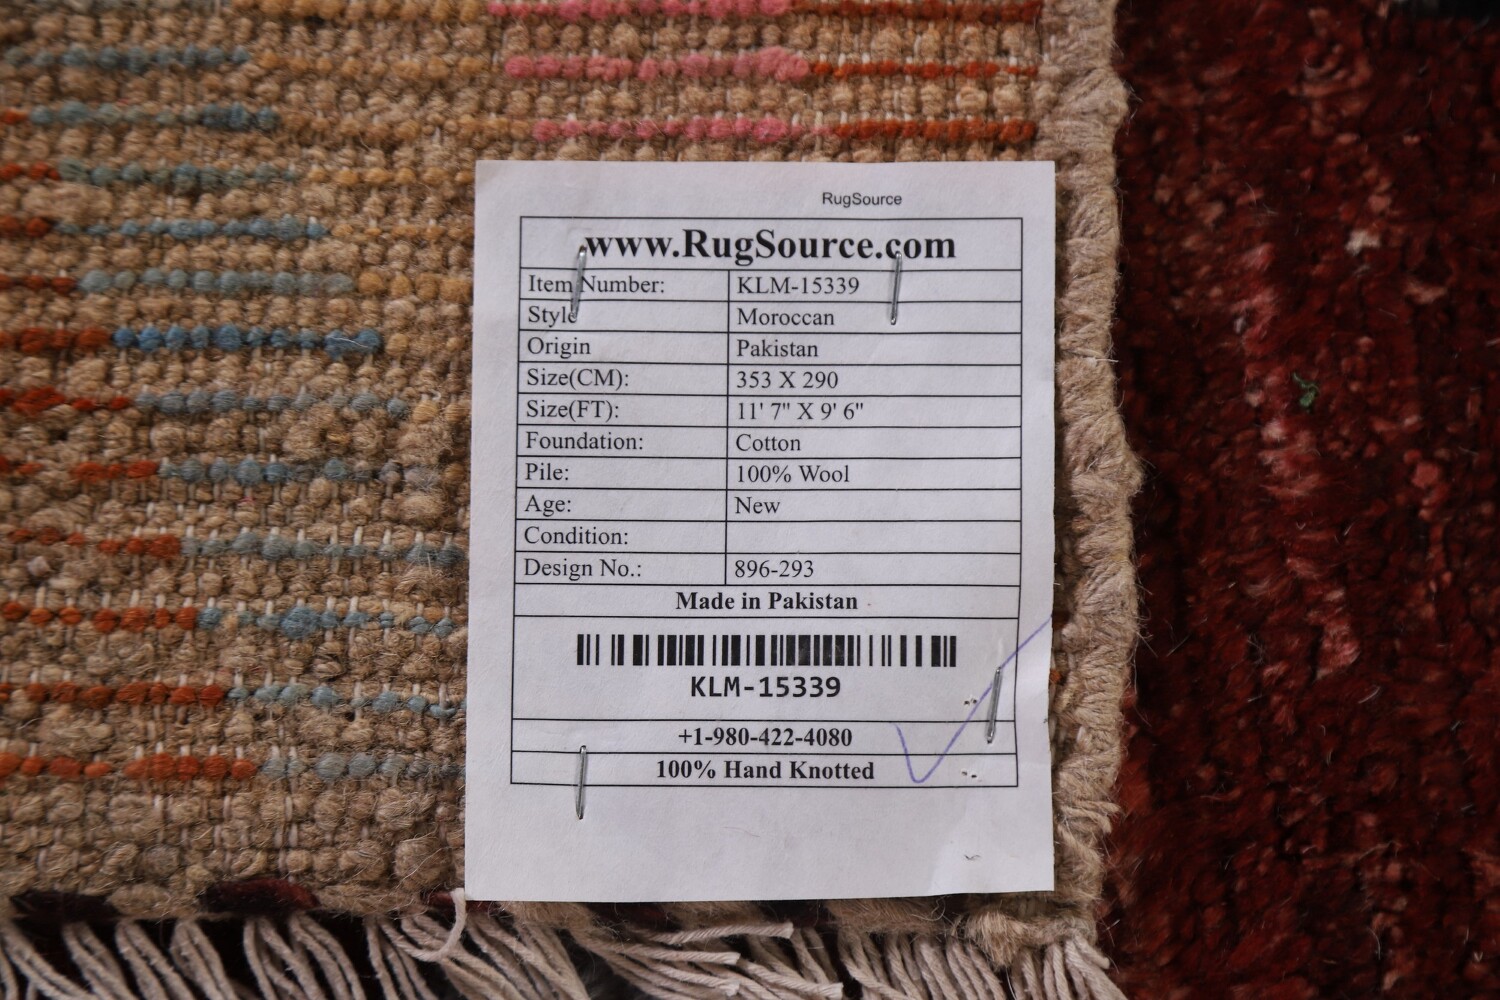 RugSource
www.RugSource.com
Item Number: KLM-15339
Style Moroccan
Origin Pakistan
Size(CM): 353 X 290
Size(FT): 11' 7" X 9' 6"
Foundation: Cotton
Pile: 100% Wool
Age: New
Condition:
Design No.: 896-293
Made in Pakistan
KLM-15339
+1-980-422-4080
100% Hand Knotted